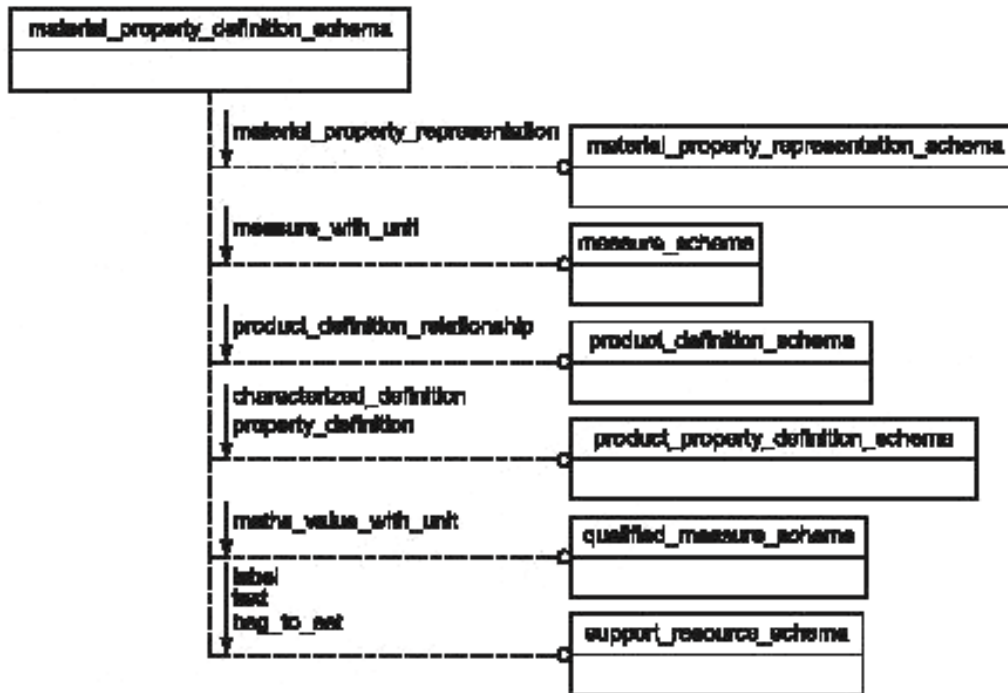 material_property_definition_schema
material_property_representation
material_property_representation_schema
measure_with_unit
measure_schema
product_definition_relationship
product_definition_schema
characterized_definition
property_definition
product_property_definition_schema
maths_value_with_unit
qualified_measure_schema
label
text
bag_to_set
support_resource_schema